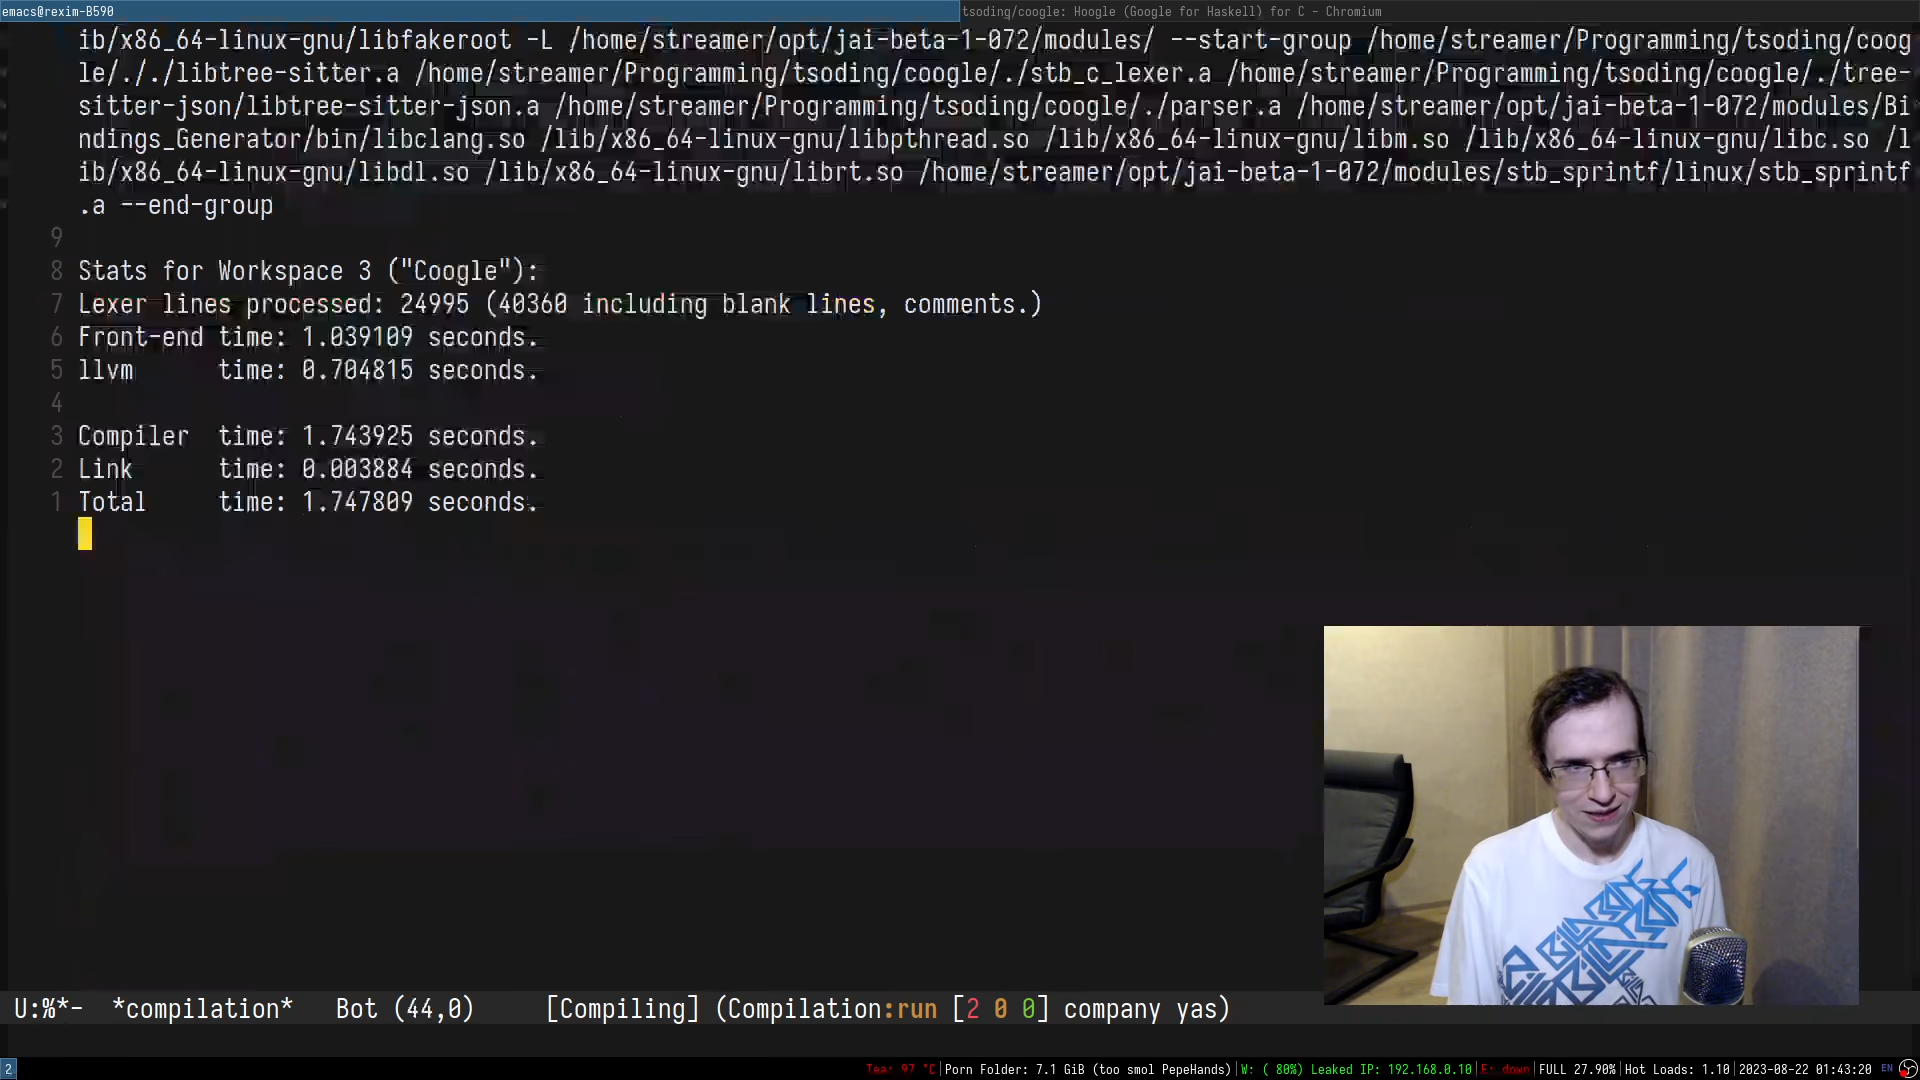 emacs@rexim-B590
tsoding/coogle: Hoogle (Google for Haskell) for C - Chromium
ib/x86_64-linux-gnu/libfakeroot -L /home/streamer/opt/jai-beta-1-072/modules/ --start-group /home/streamer/Programming/tsoding/coog
le/././libtree-sitter.a /home/streamer/Programming/tsoding/coogle/./stb_c_lexer.a /home/streamer/Programming/tsoding/coogle/./tree-
sitter-json/libtree-sitter-json.a /home/streamer/Programming/tsoding/coogle/./parser.a /home/streamer/opt/jai-beta-1-072/modules/Bi
ndings_Generator/bin/libclang.so /lib/x86_64-linux-gnu/libpthread.so /lib/x86_64-linux-gnu/libm.so /lib/x86_64-linux-gnu/libc.so /l
ib/x86_64-linux-gnu/libdl.so /lib/x86_64-linux-gnu/librt.so /home/streamer/opt/jai-beta-1-072/modules/stb_sprintf/linux/stb_sprintf
.a --end-group
9
8 Stats for Workspace 3 ("Coogle"):
7 Lexer lines processed: 24995 (40360 including blank lines, comments.)
6 Front-end time: 1.039109 seconds.
5 llvm      time: 0.704815 seconds.
4
3 Compiler  time: 1.743925 seconds.
2 Link      time: 0.003884 seconds.
1 Total     time: 1.747809 seconds.
U:%*-  *compilation*   Bot (44,0)     [Compiling] (Compilation:run [2 0 0] company yas)
2
Tea: 97 °C|Porn Folder: 7.1 GiB (too smol PepeHands)|W: ( 80%) Leaked IP: 192.168.0.10|E: down|FULL 27.90%|Hot Loads: 1.10|2023-08-22 01:43:20 EN